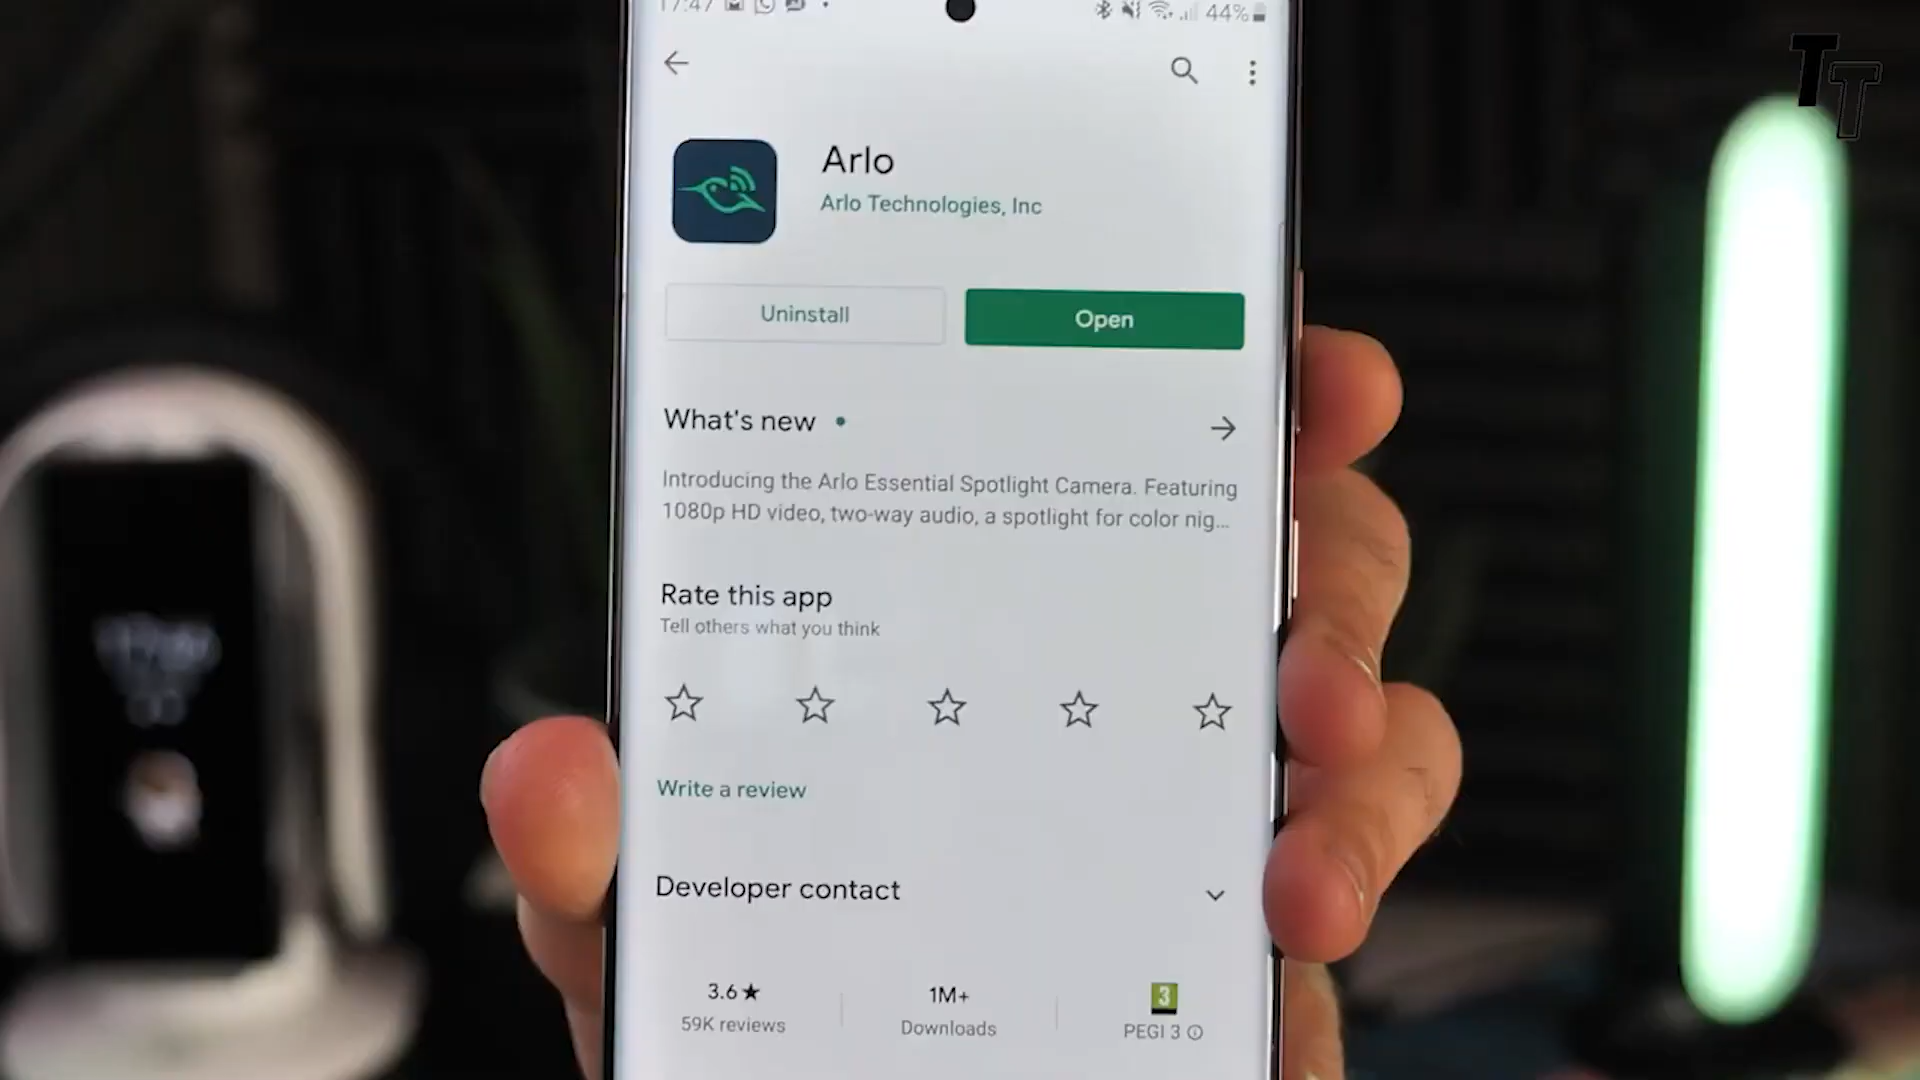 17:47
44%
TT
Arlo
Arlo Technologies, Inc
Uninstall
Open
What's new
Introducing the Arlo Essential Spotlight Camera. Featuring
1080p HD video, two-way audio, a spotlight for color nig...
Rate this app
Tell others what you think
Write a review
Developer contact
3.6★
59K reviews
1M+
Downloads
3
PEGI 3